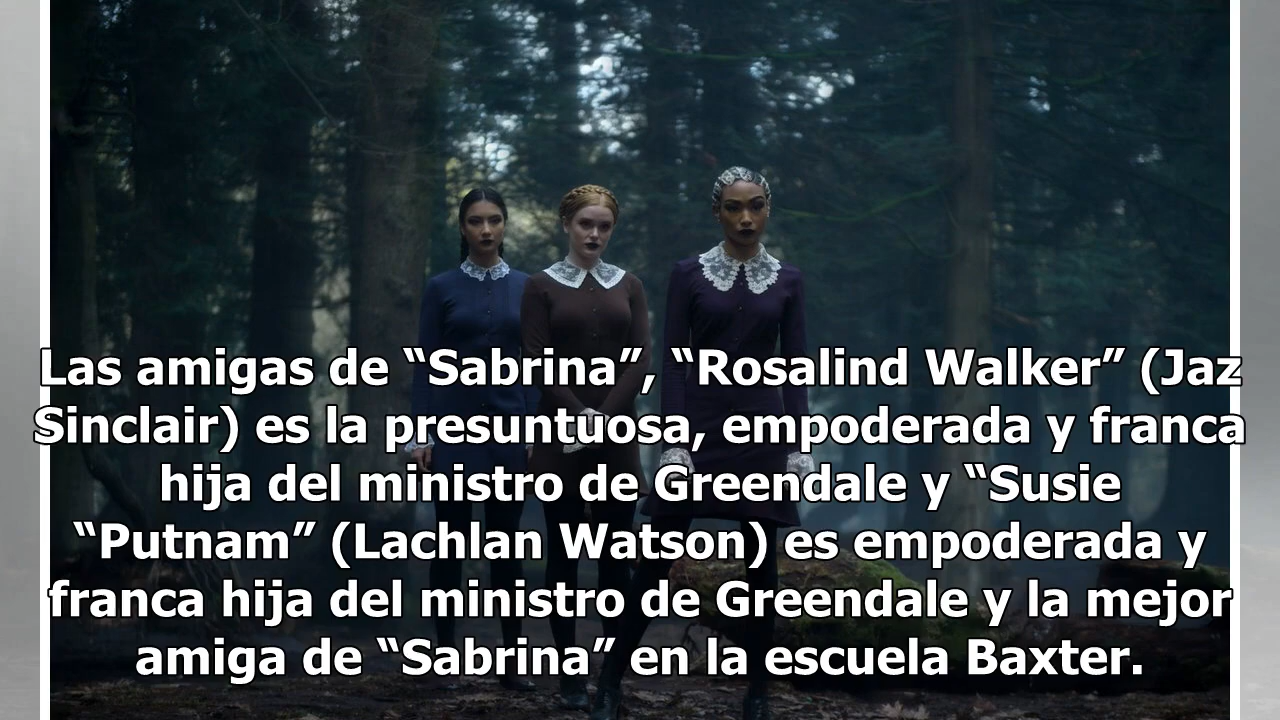 Las amigas de “Sabrina”, “Rosalind Walker” (Jaz
Sinclair) es la presuntuosa, empoderada y franca
hija del ministro de Greendale y “Susie
“Putnam” (Lachlan Watson) es empoderada y
franca hija del ministro de Greendale y la mejor
amiga de “Sabrina” en la escuela Baxter.